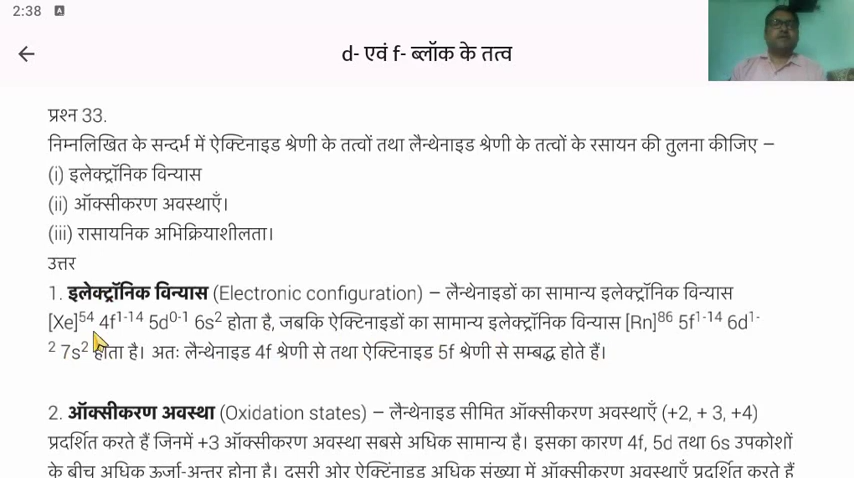 2:38 A
d- एवं f- ब्लॉक के तत्व
प्रश्न 33.
निम्नलिखित के सन्दर्भ में ऐक्टिनाइड श्रेणी के तत्वों तथा लैन्थेनाइड श्रेणी के तत्वों के रसायन की तुलना कीजिए –
(i) इलेक्ट्रॉनिक विन्यास
(ii) ऑक्सीकरण अवस्थाएँ।
(iii) रासायनिक अभिक्रियाशीलता।
उत्तर
1. इलेक्ट्रॉनिक विन्यास (Electronic configuration) – लैन्थेनाइडों का सामान्य इलेक्ट्रॉनिक विन्यास
[Xe]⁵⁴ 4f¹⁻¹⁴ 5d⁰⁻¹ 6s² होता है, जबकि ऐक्टिनाइडों का सामान्य इलेक्ट्रॉनिक विन्यास [Rn]⁸⁶ 5f¹⁻¹⁴ 6d¹⁻
² 7s² होता है। अतः लैन्थेनाइड 4f श्रेणी से तथा ऐक्टिनाइड 5f श्रेणी से सम्बद्ध होते हैं।
2. ऑक्सीकरण अवस्था (Oxidation states) – लैन्थेनाइड सीमित ऑक्सीकरण अवस्थाएँ (+2, + 3, +4)
प्रदर्शित करते हैं जिनमें +3 ऑक्सीकरण अवस्था सबसे अधिक सामान्य है। इसका कारण 4f, 5d तथा 6s उपकोशों
के बीच अधिक ऊर्जा-अन्तर होना है। दूसरी ओर ऐक्टिनाइड अधिक संख्या में ऑक्सीकरण अवस्थाएँ प्रदर्शित करते हैं